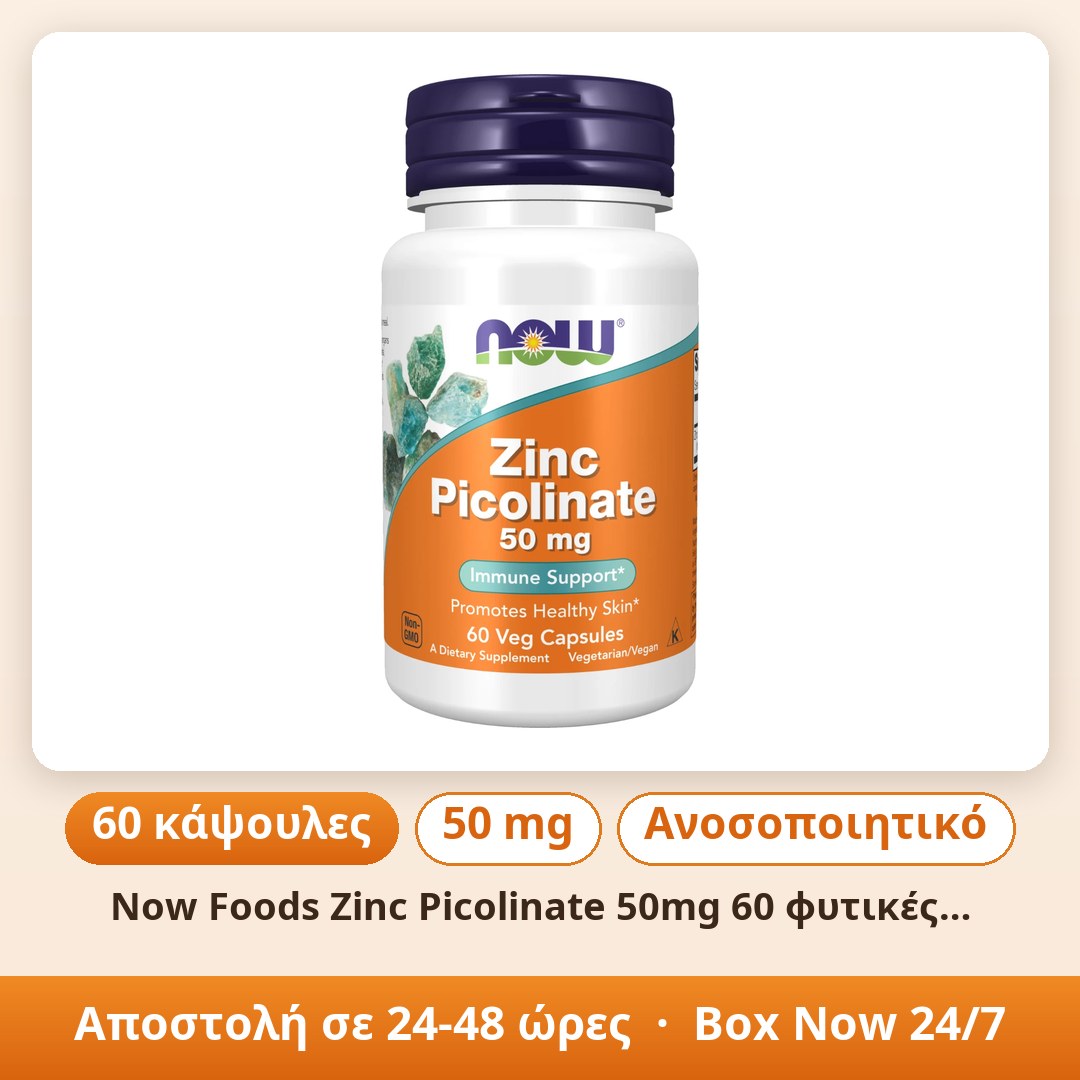 now®
Zinc
Picolinate
50 mg
Immune Support*
Promotes Healthy Skin*
60 Veg Capsules
Non-
GMO
A Dietary Supplement Vegetarian/Vegan
K
60 κάψουλες 50 mg Ανοσοποιητικό
Now Foods Zinc Picolinate 50mg 60 φυτικές...
Αποστολή σε 24-48 ώρες · Box Now 24/7